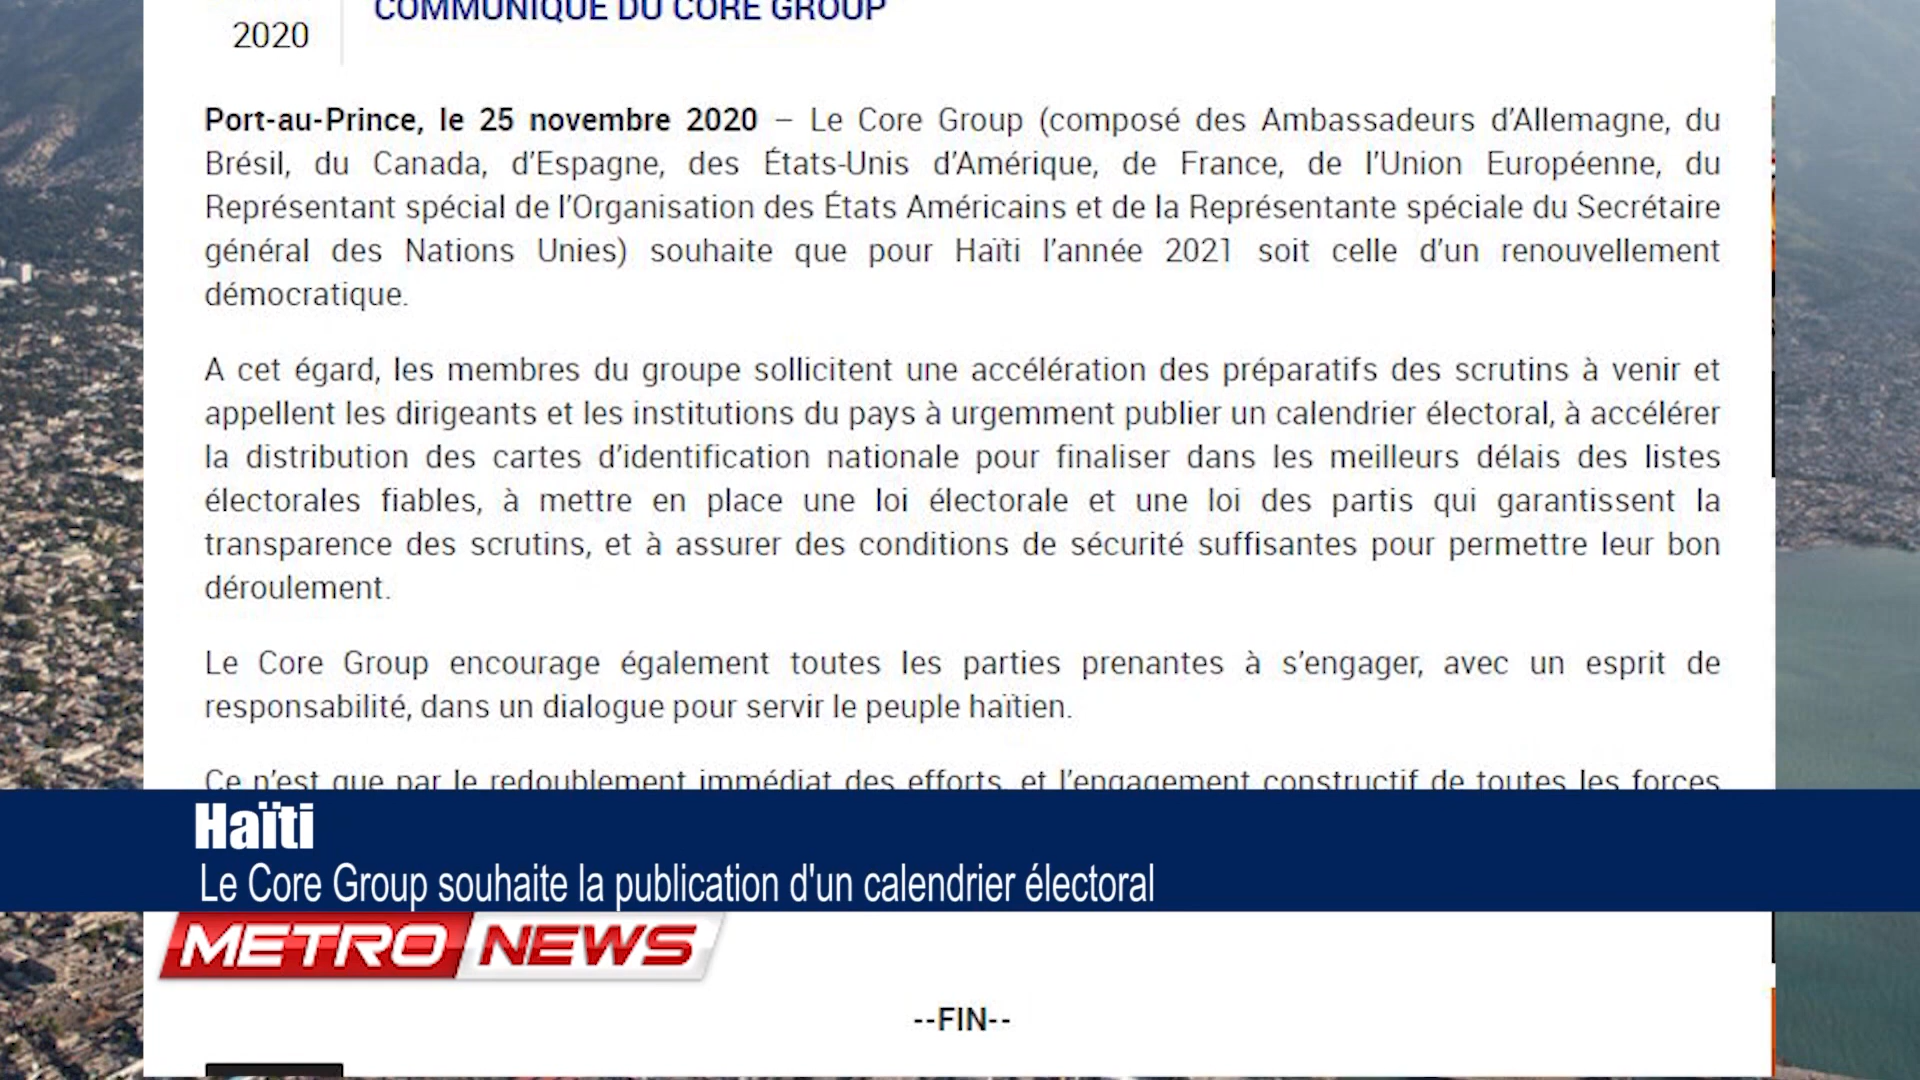 COMMUNIQUÉ DU CORE GROUP
2020
Port-au-Prince, le 25 novembre 2020 – Le Core Group (composé des Ambassadeurs d’Allemagne, du
Brésil, du Canada, d’Espagne, des États-Unis d’Amérique, de France, de l’Union Européenne, du
Représentant spécial de l’Organisation des États Américains et de la Représentante spéciale du Secrétaire
général des Nations Unies) souhaite que pour Haïti l’année 2021 soit celle d’un renouvellement
démocratique.
A cet égard, les membres du groupe sollicitent une accélération des préparatifs des scrutins à venir et
appellent les dirigeants et les institutions du pays à urgemment publier un calendrier électoral, à accélérer
la distribution des cartes d’identification nationale pour finaliser dans les meilleurs délais des listes
électorales fiables, à mettre en place une loi électorale et une loi des partis qui garantissent la
transparence des scrutins, et à assurer des conditions de sécurité suffisantes pour permettre leur bon
déroulement.
Le Core Group encourage également toutes les parties prenantes à s’engager, avec un esprit de
responsabilité, dans un dialogue pour servir le peuple haïtien.
Ce n’est que par le redoublement immédiat des efforts, et l’engagement constructif de toutes les forces
Haïti
Le Core Group souhaite la publication d'un calendrier électoral
METRO NEWS
--FIN--